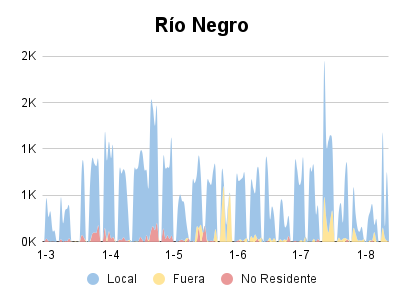 Río Negro
2K
2K
1K
1K
0K
1-3 1-4 1-5 1-6 1-7 1-8
Local Fuera No Residente